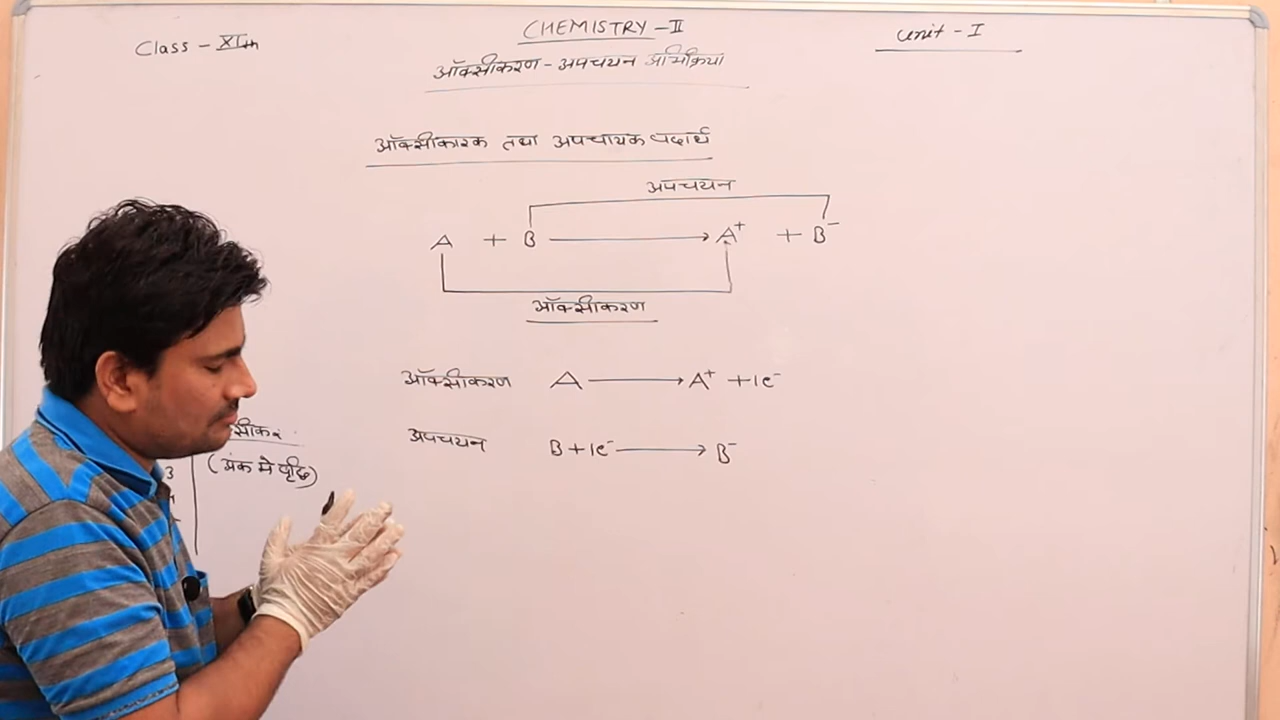 Class - XIth
CHEMISTRY - II
Unit - I
ऑक्सीकरण - अपचयन अभिक्रिया
ऑक्सीकारक तथा अपचायक पदार्थ
अपचयन
A + B → A⁺ + B⁻
ऑक्सीकरण
ऑक्सीकरण A → A⁺ + 1e⁻
अपचयन B + 1e⁻ → B⁻
(अंक मे वृद्धि)
3